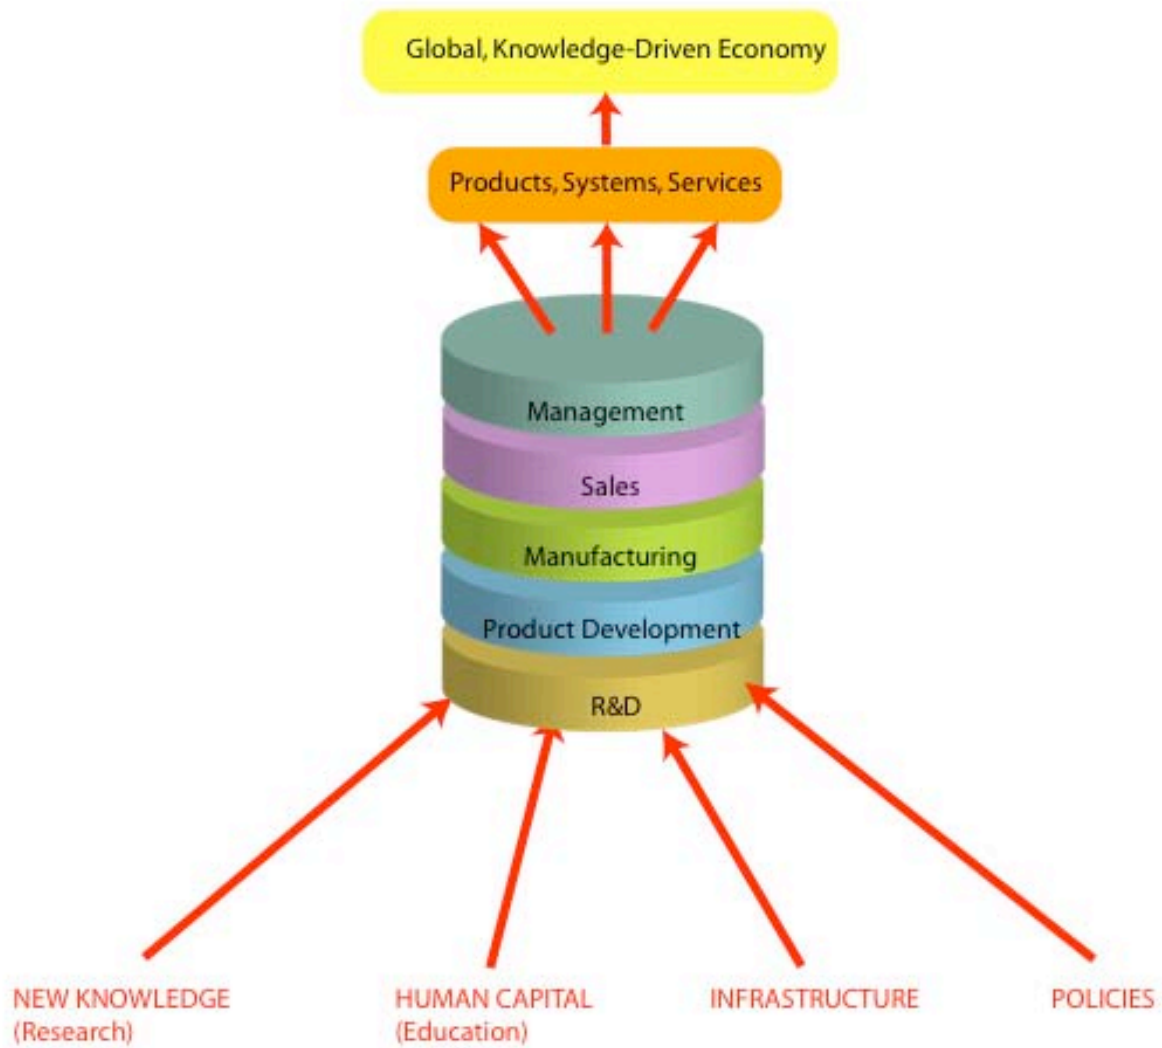 Global, Knowledge-Driven Economy
Products, Systems, Services
Management
Sales
Manufacturing
Product Development
R&D
NEW KNOWLEDGE
(Research)
HUMAN CAPITAL
(Education)
INFRASTRUCTURE
POLICIES